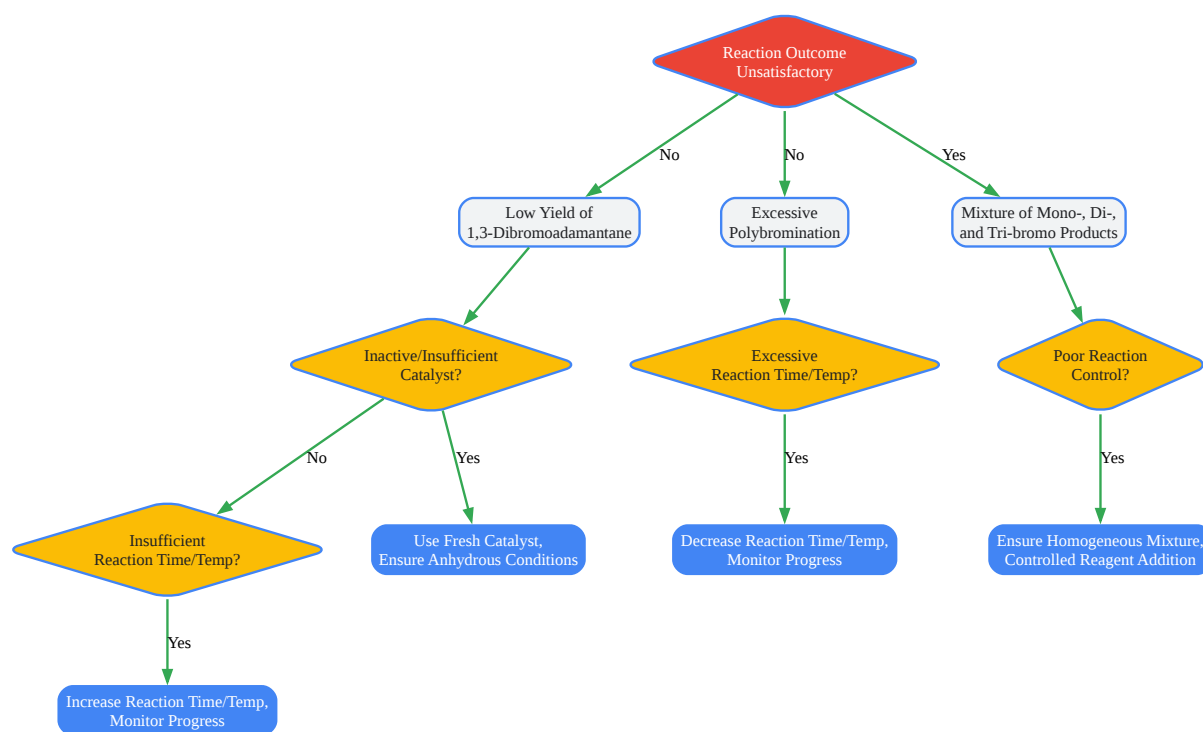 Reaction Outcome
Unsatisfactory
No
No
Yes
Low Yield of
1,3-Dibromoadamantane
Excessive
Polybromination
Mixture of Mono-, Di-,
and Tri-bromo Products
Inactive/Insufficient
Catalyst?
Excessive
Reaction Time/Temp?
Poor Reaction
Control?
No
Yes
Yes
Yes
Insufficient
Reaction Time/Temp?
Use Fresh Catalyst,
Ensure Anhydrous Conditions
Decrease Reaction Time/Temp,
Monitor Progress
Ensure Homogeneous Mixture,
Controlled Reagent Addition
Yes
Increase Reaction Time/Temp,
Monitor Progress